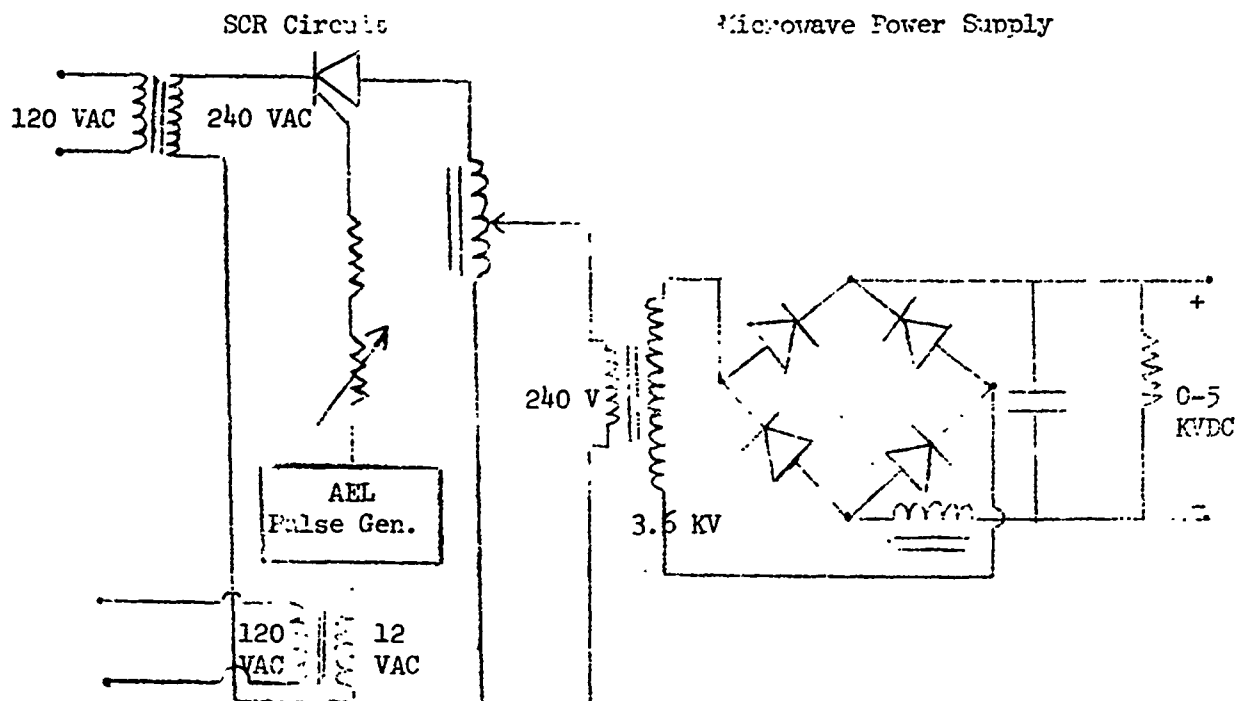 SCR Circuits
Microwave Power Supply
120 VAC
240 VAC
240 V
3.6 KV
+
0-5
KVDC
-
AEL
Pulse Gen.
120
VAC
12
VAC